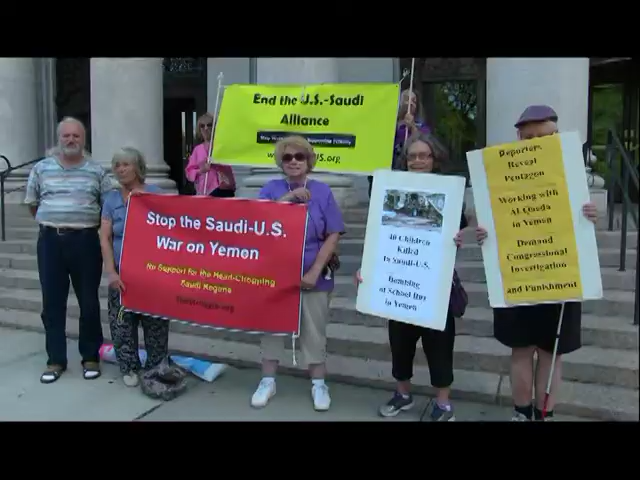 End the U.S.-Saudi
Alliance
.org
Stop the Saudi-U.S.
War on Yemen
No Support for the Head-Chopping
Saudi Regime
40 Children
Killed
In Saudi-U.S.
Bombing
of School Bus
in Yemen
Reporters
Reveal
Pentagon
Working with
Al Qaeda
in Yemen
Demand
Congressional
Investigation
and Punishment